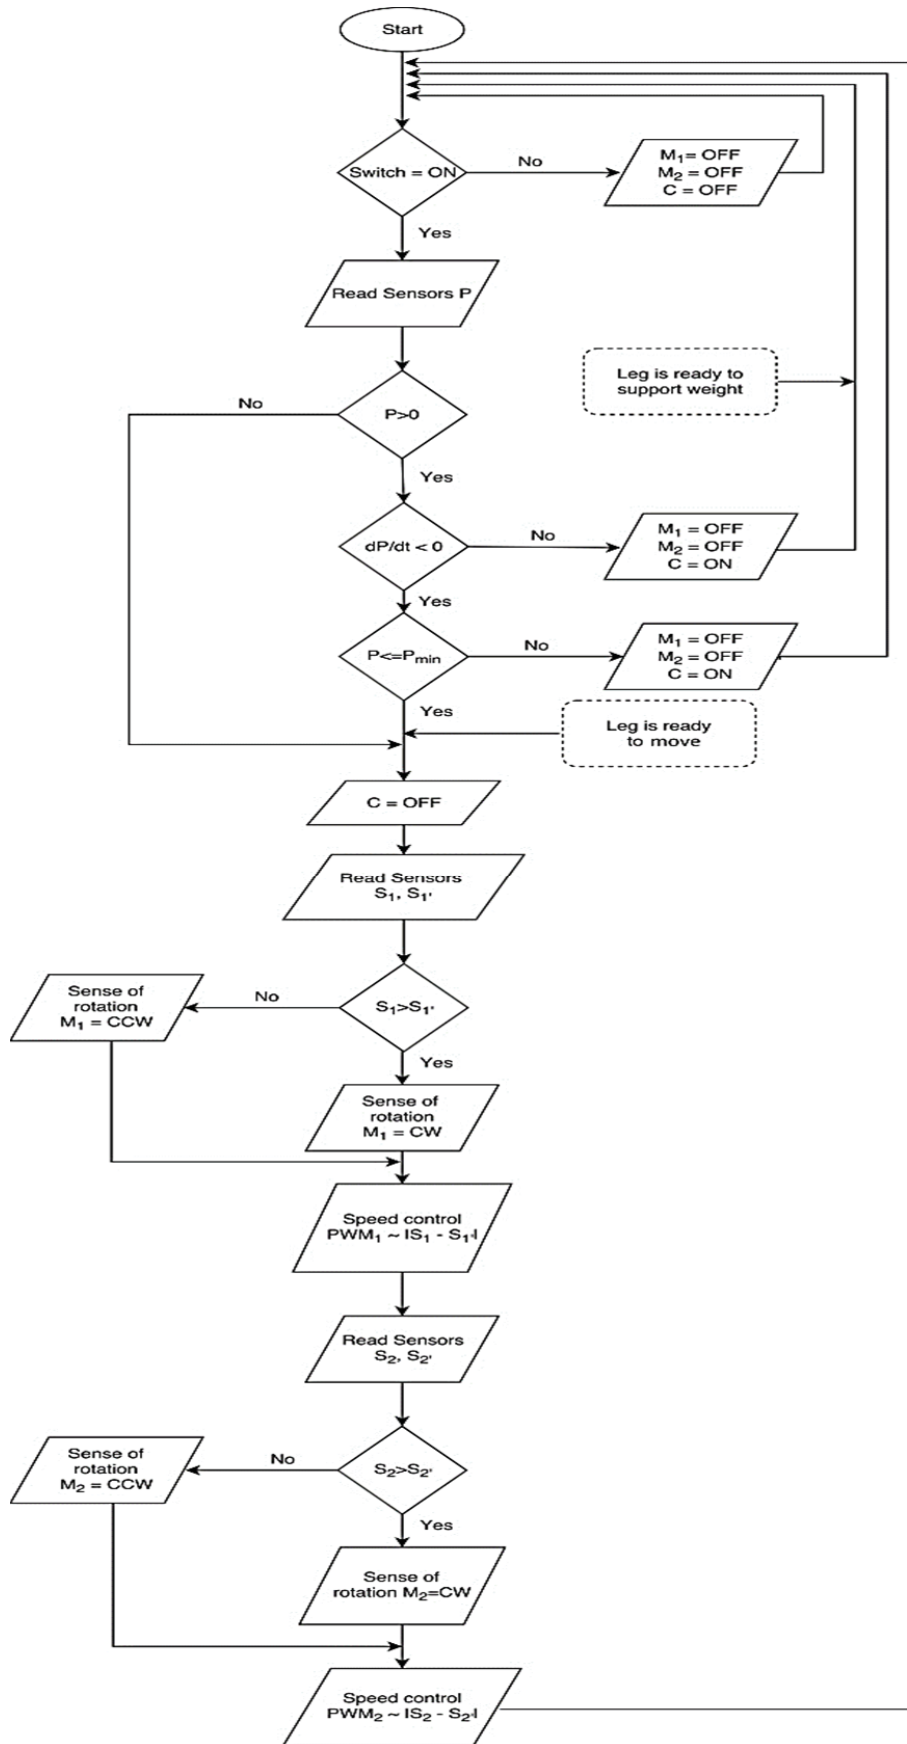 Start
Switch = ON
No
M₁= OFF
M₂ = OFF
C = OFF
Yes
Read Sensors P
Leg is ready to
support weight
No
P>0
Yes
dP/dt < 0
No
M₁ = OFF
M₂ = OFF
C = ON
Yes
P<=Pmin
No
M₁ = OFF
M₂ = OFF
C = ON
Yes
Leg is ready
to move
C = OFF
Read Sensors
S₁, S₁'
Sense of
rotation
M₁ = CCW
No
S₁>S₁'
Yes
Sense of
rotation
M₁ = CW
Speed control
PWM₁ ~ IS₁ - S₁'I
Read Sensors
S₂, S₂'
Sense of
rotation
M₂ = CCW
No
S₂>S₂'
Yes
Sense of
rotation M₂=CW
Speed control
PWM₂ ~ IS₂ - S₂'I